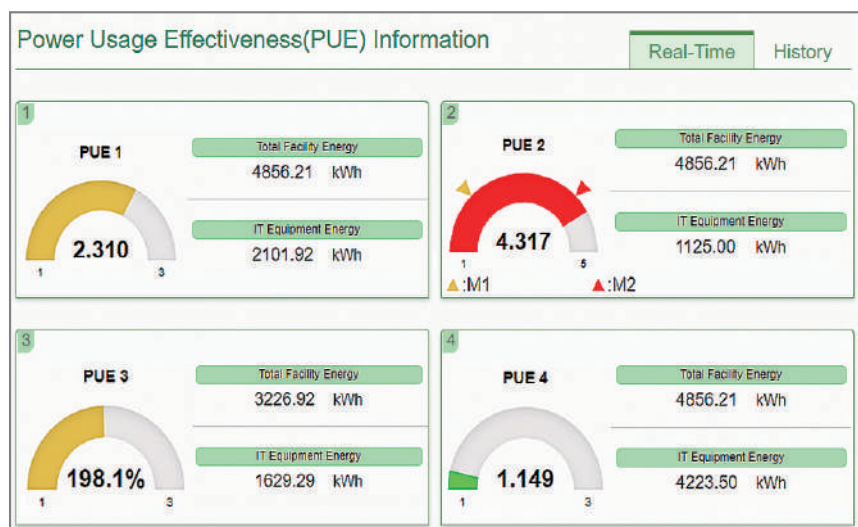 Power Usage Effectiveness(PUE) Information
Real-Time
History
1
PUE 1
Total Facility Energy
4856.21 kWh
IT Equipment Energy
2101.92 kWh
2.310
1
3
2
PUE 2
Total Facility Energy
4856.21 kWh
IT Equipment Energy
1125.00 kWh
4.317
1
5
:M1
:M2
3
PUE 3
Total Facility Energy
3226.92 kWh
IT Equipment Energy
1629.29 kWh
198.1%
1
3
4
PUE 4
Total Facility Energy
4856.21 kWh
IT Equipment Energy
4223.50 kWh
1.149
1
3